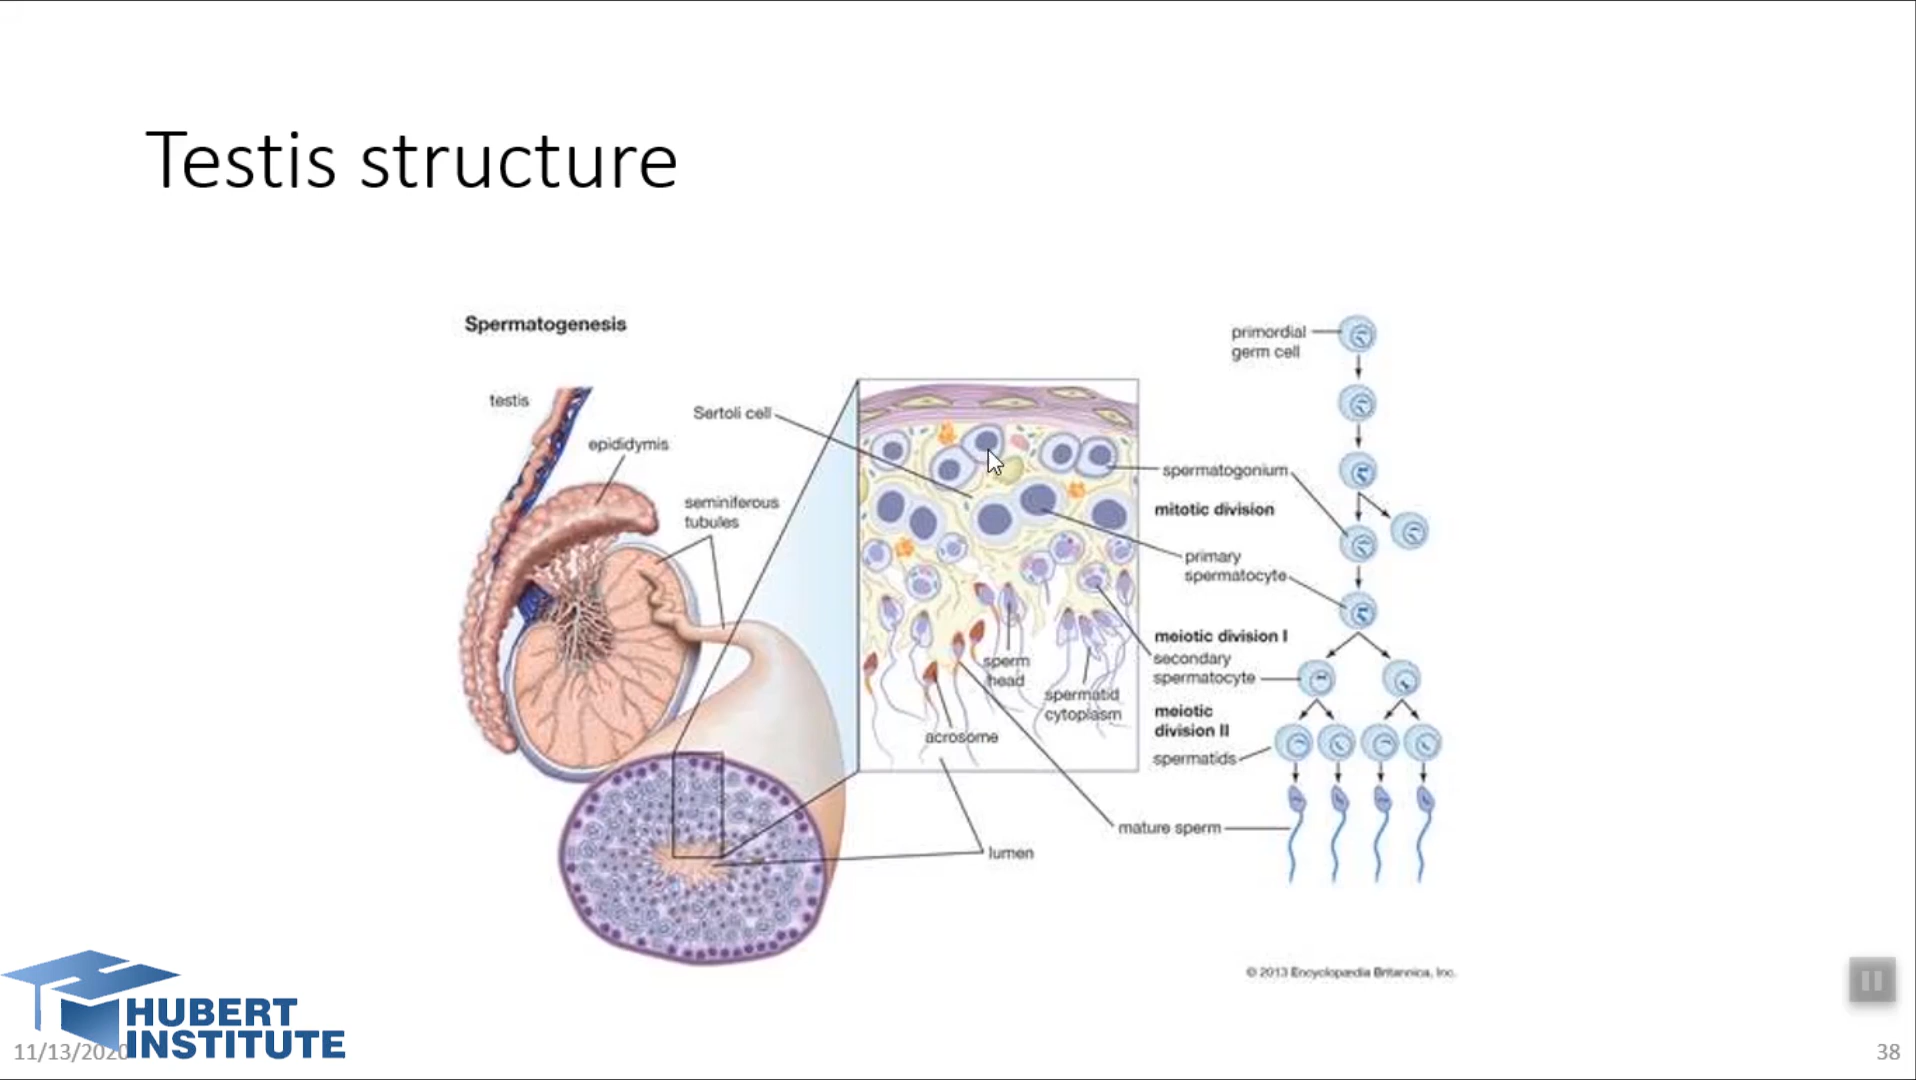 Testis structure
Spermatogenesis
testis
epididymis
seminiferous
tubules
Sertoli cell
sperm
head
spermatid
cytoplasm
acrosome
lumen
primordial
germ cell
spermatogonium
mitotic division
primary
spermatocyte
meiotic division I
secondary
spermatocyte
meiotic
division II
spermatids
mature sperm
© 2013 Encyclopædia Britannica, Inc.
HUBERT
INSTITUTE
11/13/2020
38